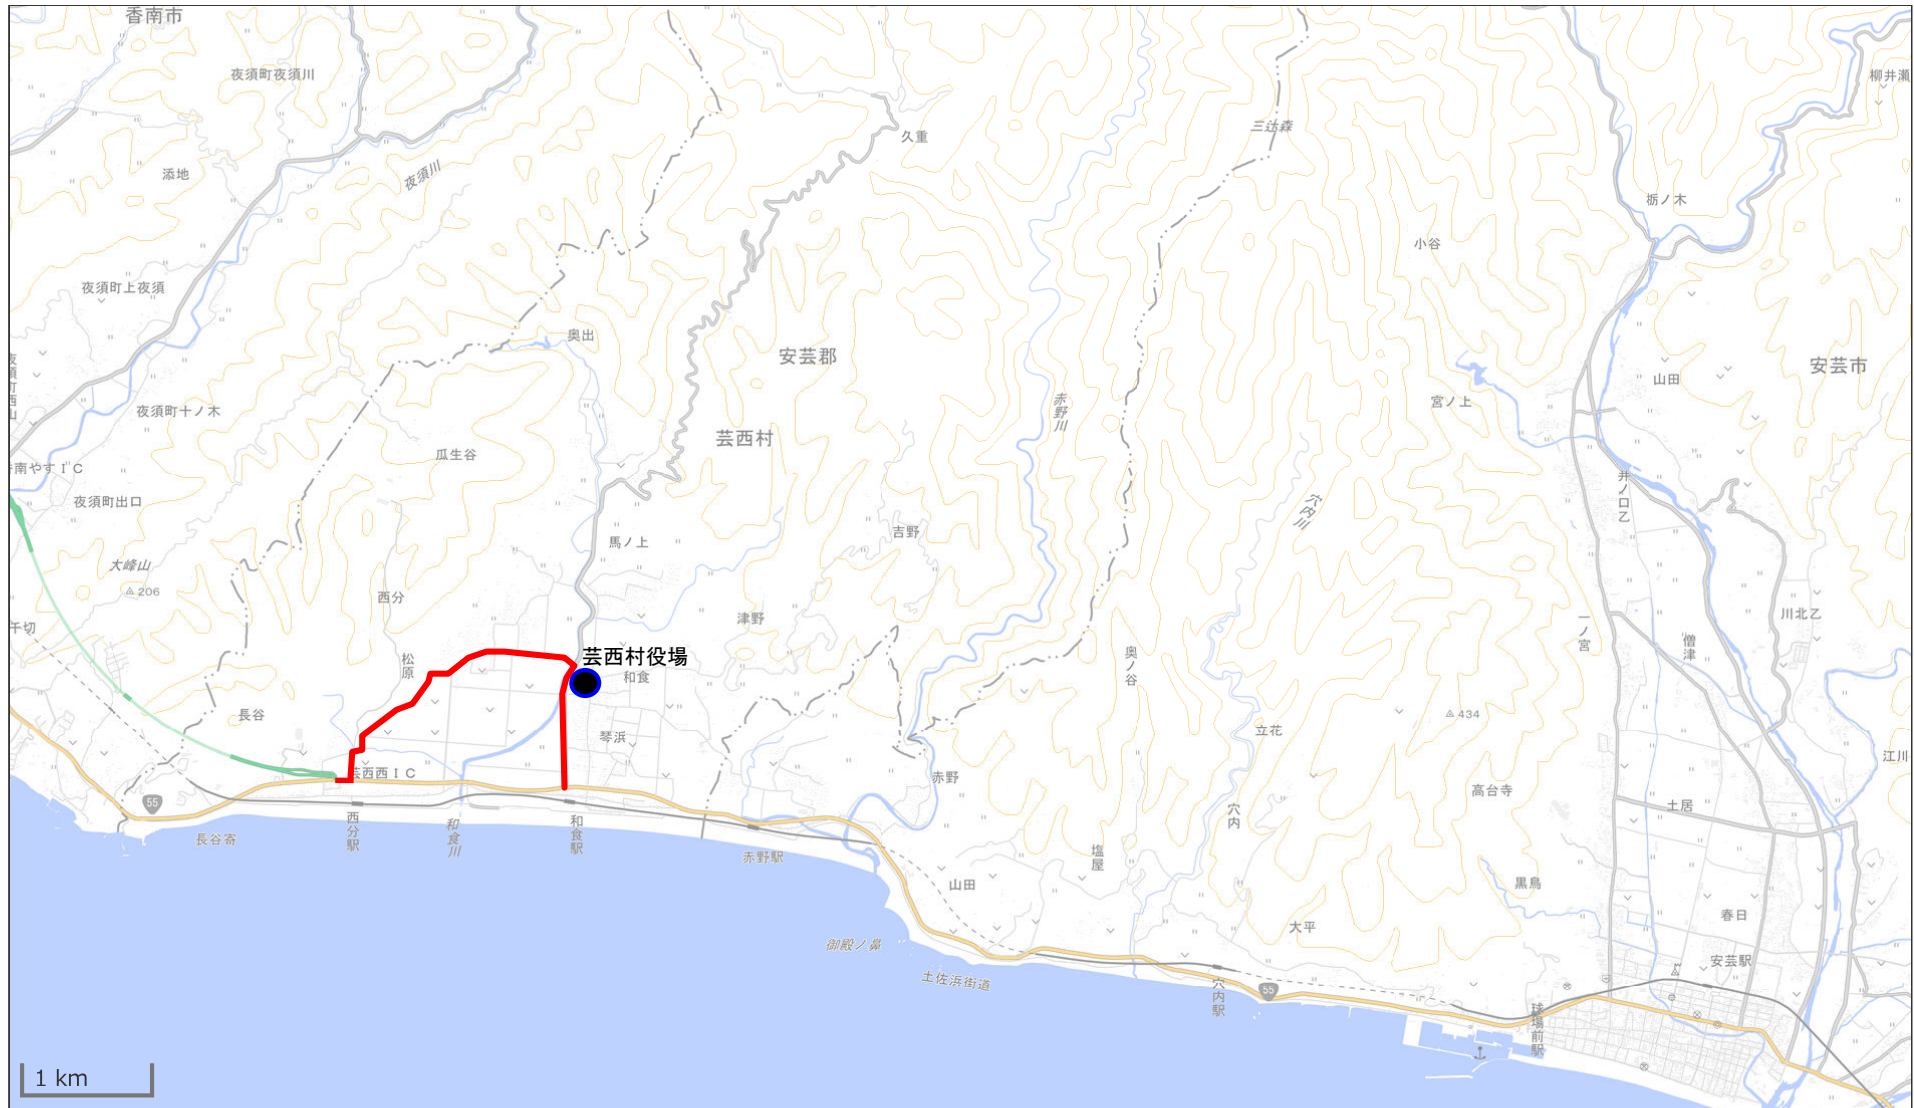 香南市
夜須町夜須川
柳井瀬
三辻森
久重
添地
夜須川
栃ノ木
小谷
夜須町上夜須
奥出
安芸郡
安芸市
夜須町西山
山田
赤野川
宮ノ上
夜須町十ノ木
芸西村
瓜生谷
南やすIC
井ノ口乙
夜須町出口
穴内川
吉野
馬ノ上
大峰山
206
西分
津野
川北乙
手切
一ノ宮
僧津
芸西村役場
松原
奥ノ谷
和食
長谷
434
立花
琴浜
江川
芸西西IC
赤野
高台寺
55
土居
穴内
長谷寄
西分駅
和食川
和食駅
赤野駅
塩屋
山田
黒鳥
春日
大平
御殿ノ鼻
安芸駅
土佐浜街道
穴内駅
55
球場前駅
1 km